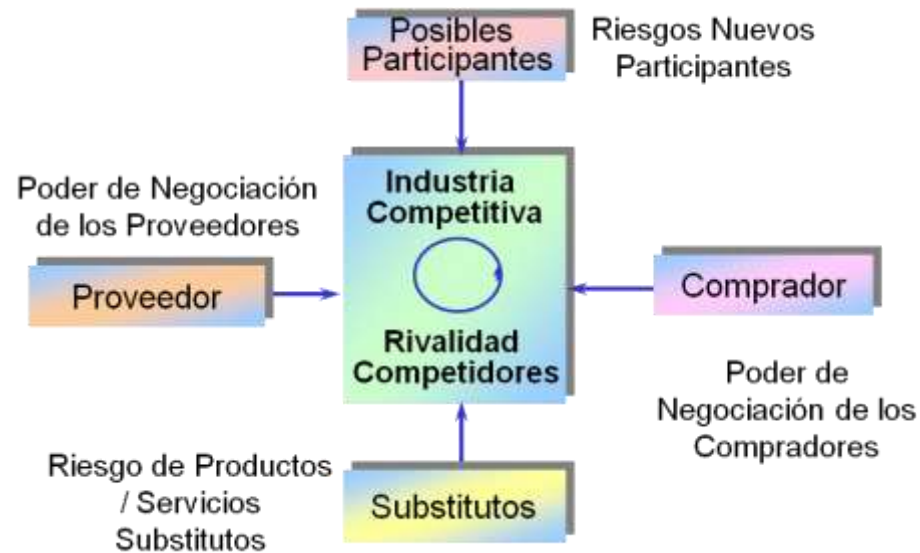 Posibles
Participantes
Riesgos Nuevos
Participantes
Poder de Negociación
de los Proveedores
Proveedor
Industria
Competitiva
Rivalidad
Competidores
Comprador
Poder de
Negociación de los
Compradores
Riesgo de Productos
/ Servicios
Substitutos
Substitutos